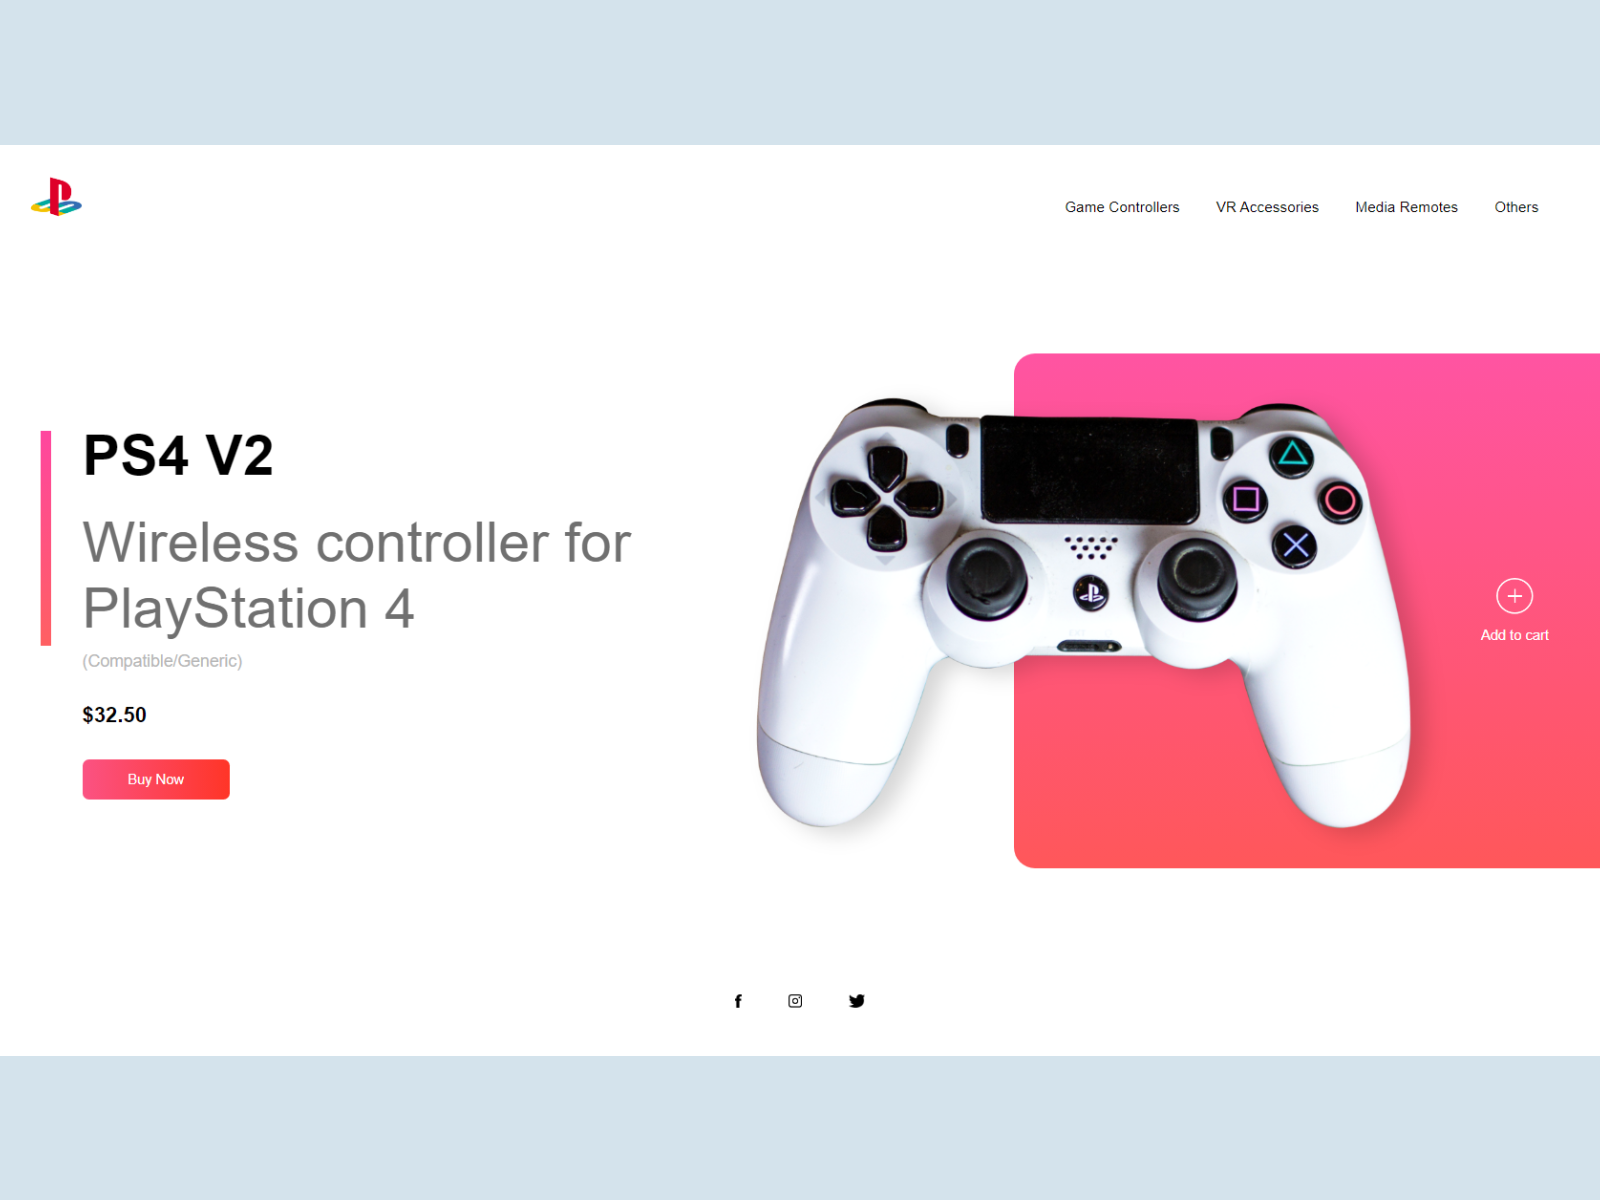 Game Controllers
VR Accessories
Media Remotes
Others
PS4 V2
Wireless controller for
PlayStation 4
(Compatible/Generic)
$32.50
Buy Now
Add to cart